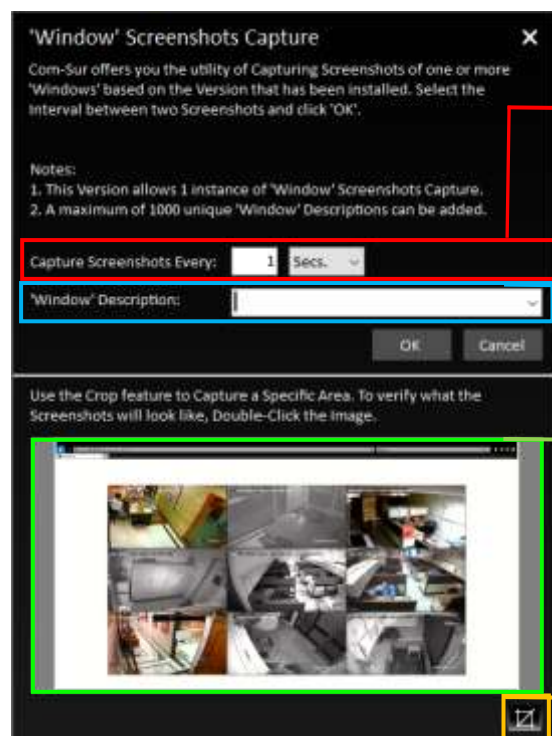 'Window' Screenshots Capture
Com-Sur offers you the utility of Capturing Screenshots of one or more
'Windows' based on the Version that has been installed. Select the
Interval between two Screenshots and click 'OK'.
Notes:
1. This Version allows 1 instance of 'Window' Screenshots Capture.
2. A maximum of 1000 unique 'Window' Descriptions can be added.
Capture Screenshots Every: 1 Secs.
'Window' Description:
OK Cancel
Use the Crop feature to Capture a Specific Area. To verify what the
Screenshots will look like, Double-Click the Image.